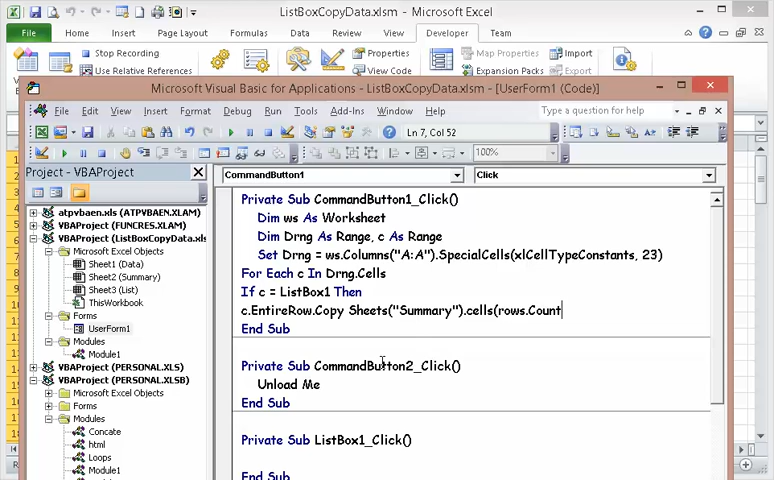 ListBoxCopyData.xlsm - Microsoft Excel
File Home Insert Page Layout Formulas Developer Team
Stop Recording
Use Relative References
View Code
Map Properties
Expansion Packs
Import
Microsoft Visual Basic for Applications - ListBoxCopyData.xlsm - [UserForm1 (Code)]
File Edit View Insert Format Debug Run Tools Add-Ins Window Help
Type a question for help
Ln 7, Col 52
100%
Project - VBAProject
atpvbaen.xls (ATPVBAEN.XLAM)
VBAProject (FUNCRES.XLAM)
VBAProject (ListBoxCopyData.xls
Microsoft Excel Objects
Sheet1 (Data)
Sheet2 (Summary)
Sheet3 (List)
ThisWorkbook
Forms
UserForm1
Modules
Module1
VBAProject (PERSONAL.XLS)
VBAProject (PERSONAL.XLSB)
Microsoft Excel Objects
Forms
Modules
Concate
html
Loops
Module1
CommandButton1
Click
Private Sub CommandButton1_Click()
Dim ws As Worksheet
Dim Drng As Range, c As Range
Set Drng = ws.Columns("A:A").SpecialCells(xlCellTypeConstants, 23)
For Each c In Drng.Cells
If c = ListBox1 Then
c.EntireRow.Copy Sheets("Summary").cells(rows.Count
End Sub
Private Sub CommandButton2_Click()
Unload Me
End Sub
Private Sub ListBox1_Click()
End Sub